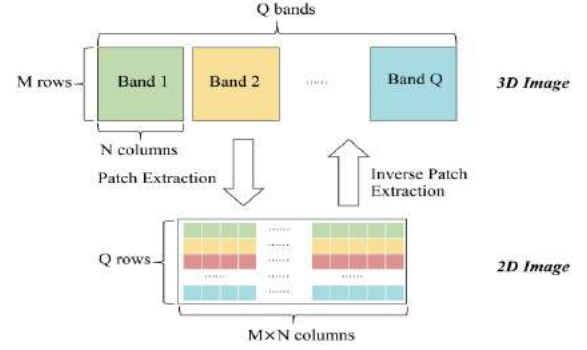 Q bands
M rows
Band 1
Band 2
......
Band Q
3D Image
N columns
Patch Extraction
Inverse Patch
Extraction
Q rows
......
......
......
......
......
......
......
2D Image
M×N columns